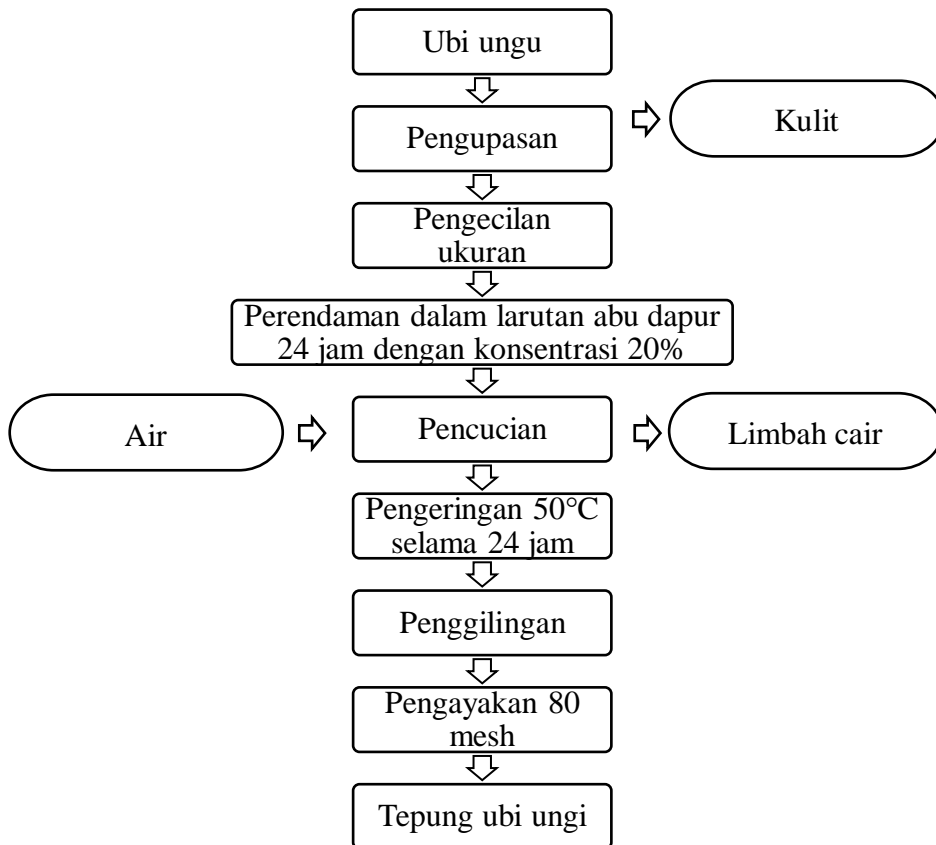 Ubi ungu
Pengupasan
Kulit
Pengecilan
ukuran
Perendaman dalam larutan abu dapur
24 jam dengan konsentrasi 20%
Air
Pencucian
Limbah cair
Pengeringan 50°C
selama 24 jam
Penggilingan
Pengayakan 80
mesh
Tepung ubi ungi